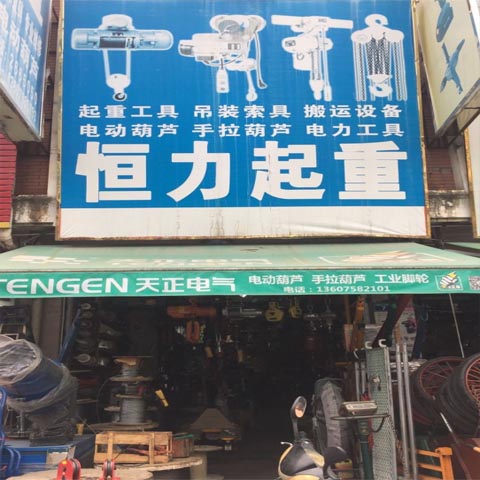 起重工具 吊装索具 搬运设备
电动葫芦 手拉葫芦 电力工具
恒力起重
TENGEN 天正电气 电动葫芦 手拉葫芦 工业脚轮
电话：13607582101